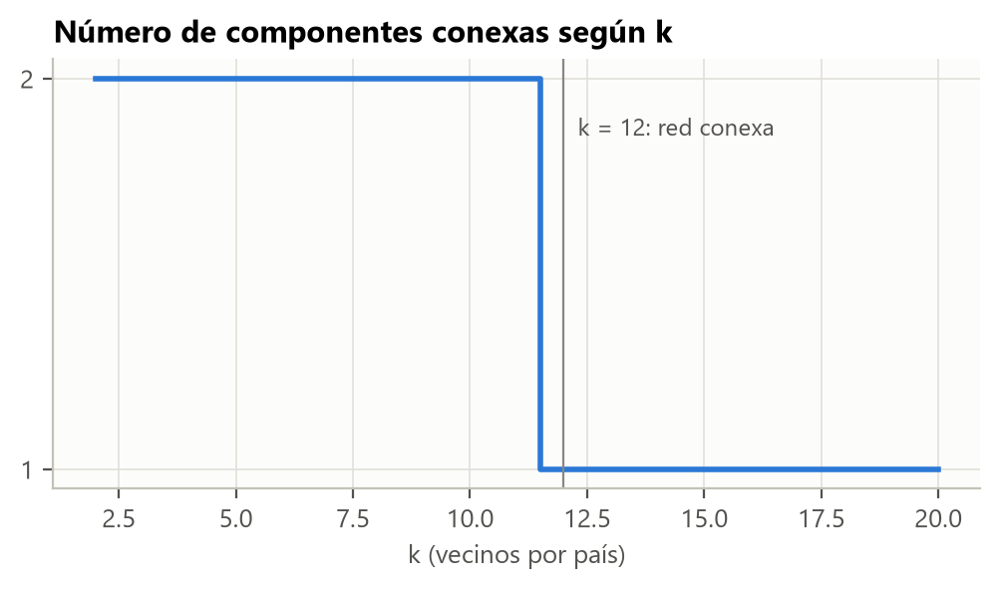 Número de componentes conexas según k
2
k = 12: red conexa
1
2.5 5.0 7.5 10.0 12.5 15.0 17.5 20.0
k (vecinos por país)